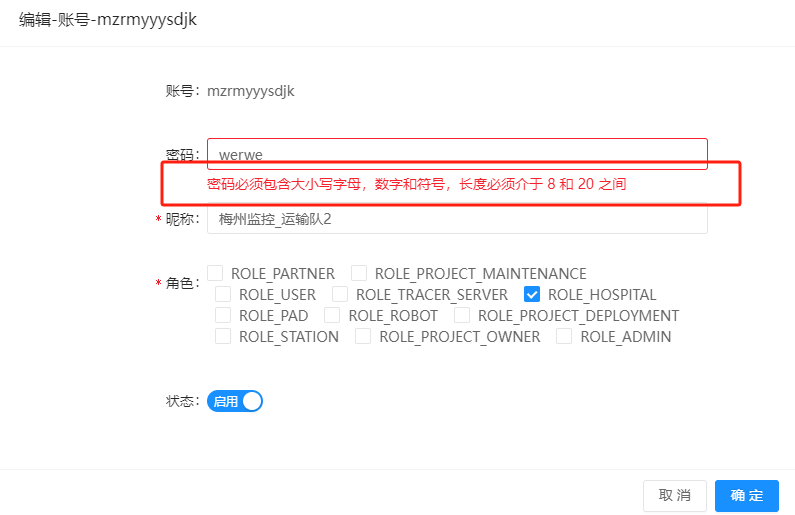 编辑-账号-mzrmyyysdjk
账号: mzrmyyysdjk
密码: werwe
密码必须包含大小写字母，数字和符号，长度必须介于 8 和 20 之间
* 昵称: 梅州监控_运输队2
* 角色: ROLE_PARTNER ROLE_PROJECT_MAINTENANCE
ROLE_USER ROLE_TRACER_SERVER ROLE_HOSPITAL
ROLE_PAD ROLE_ROBOT ROLE_PROJECT_DEPLOYMENT
ROLE_STATION ROLE_PROJECT_OWNER ROLE_ADMIN
状态: 启用
取 消 确 定